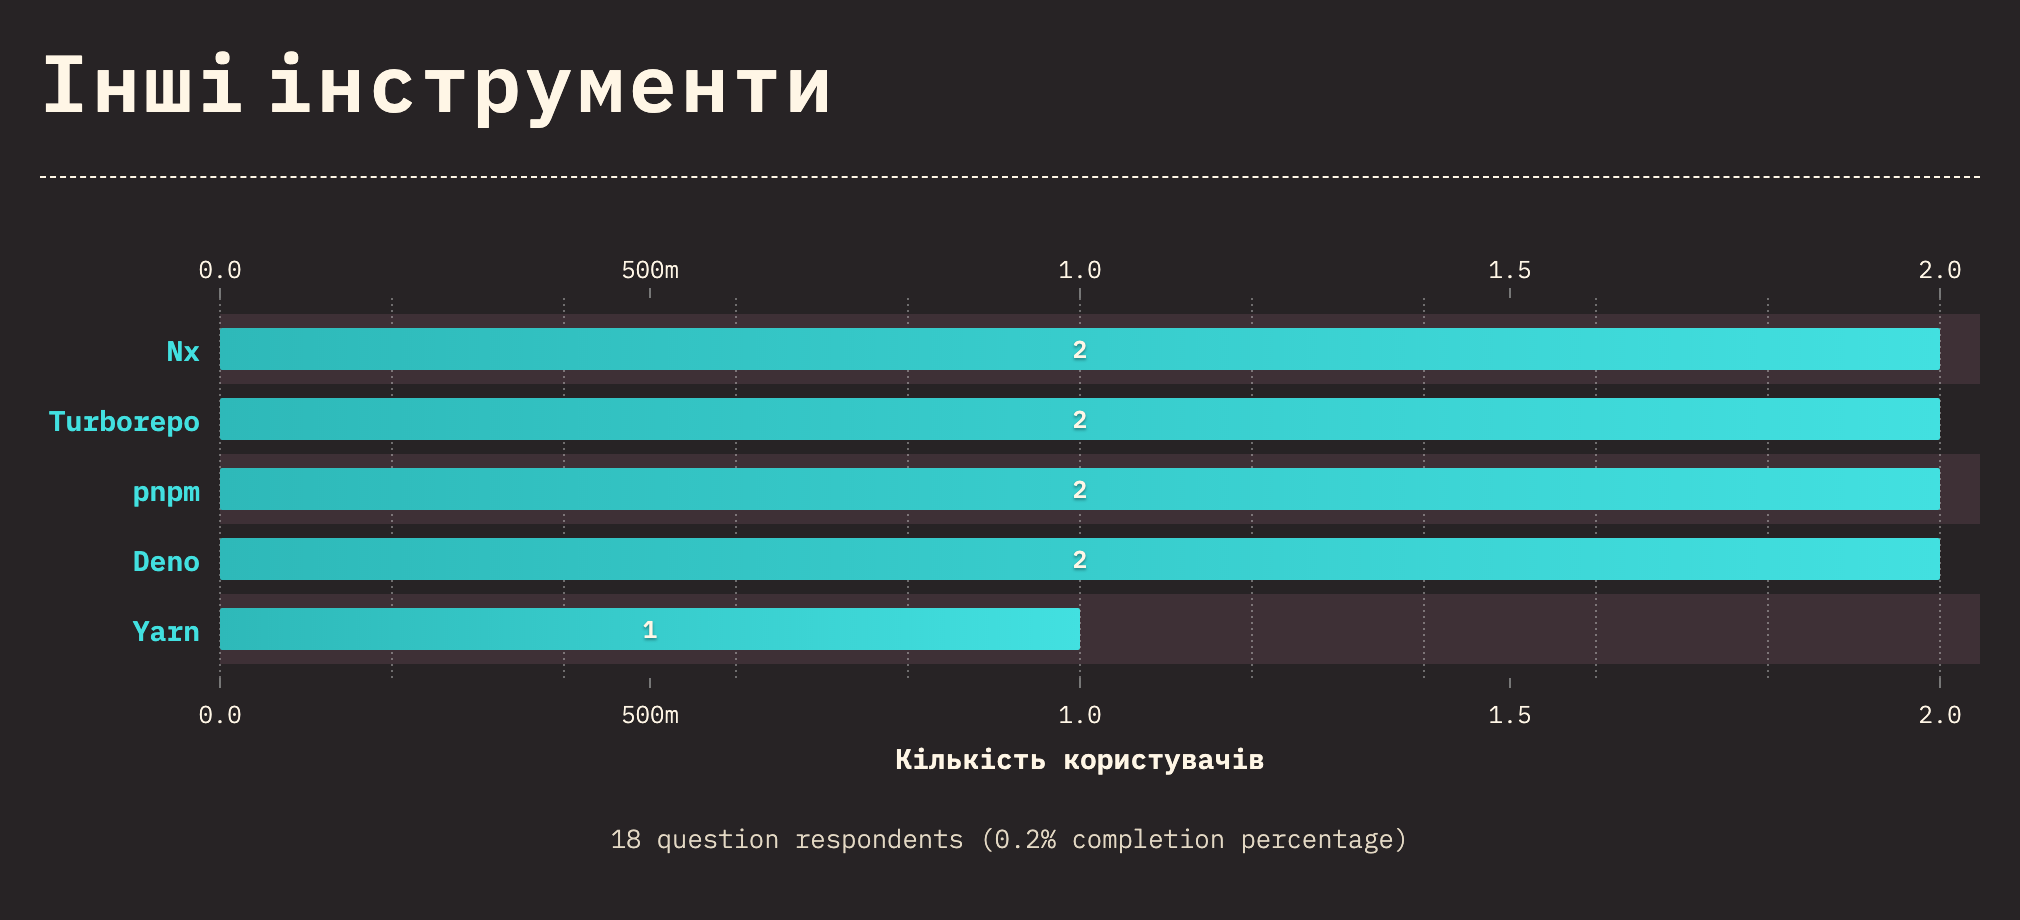 Інші інструменти
0.0 500m 1.0 1.5 2.0
Nx 2
Turborepo 2
pnpm 2
Deno 2
Yarn 1
0.0 500m 1.0 1.5 2.0
Кількість користувачів
18 question respondents (0.2% completion percentage)